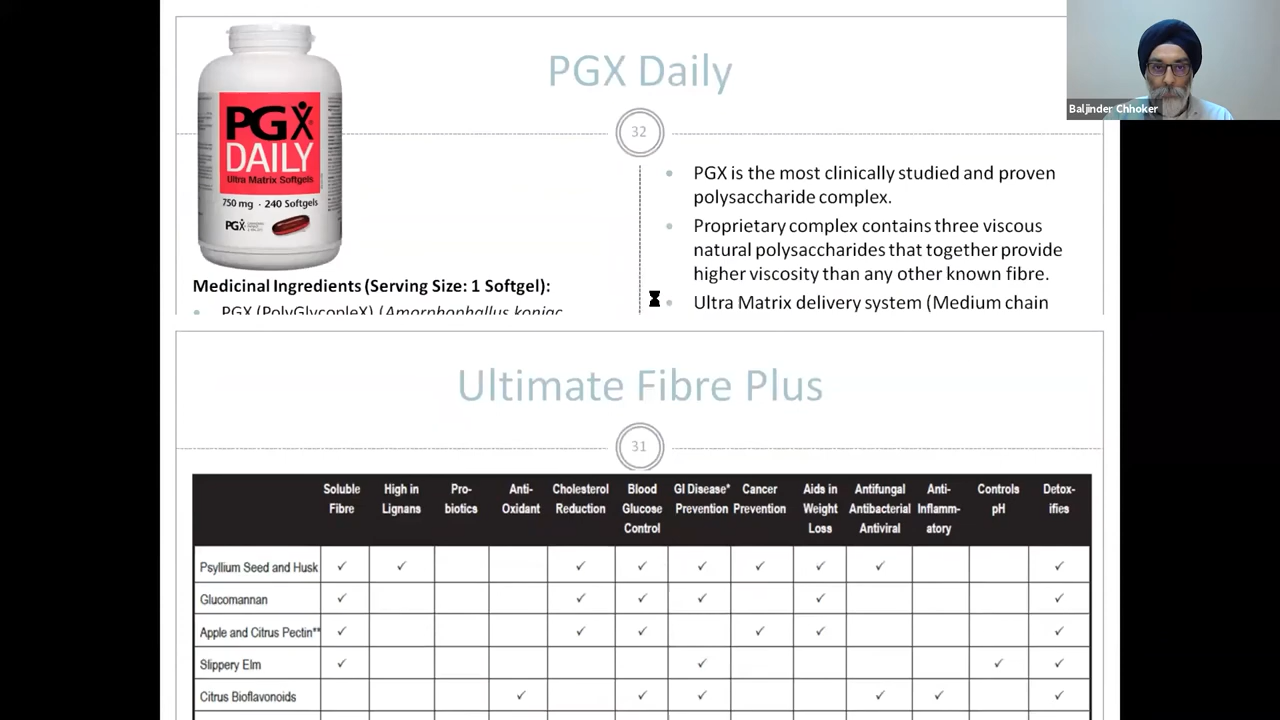 PGX Daily
32
PGX
DAILY
Ultra Matrix Softgels
750 mg · 240 Softgels
PGX
Medicinal Ingredients (Serving Size: 1 Softgel):
• PGX (PolyGlycopleX) (Amorphophallus konjac
• PGX is the most clinically studied and proven
polysaccharide complex.
• Proprietary complex contains three viscous
natural polysaccharides that together provide
higher viscosity than any other known fibre.
• Ultra Matrix delivery system (Medium chain
Baljinder Chhoker
Ultimate Fibre Plus
31
Soluble Fibre High in Lignans Pro-biotics Anti-Oxidant Cholesterol Reduction Blood Glucose Control GI Disease* Prevention Cancer Prevention Aids in Weight Loss Antifungal Antibacterial Antiviral Anti-Inflamm-atory Controls pH Detox-ifies
Psyllium Seed and Husk ✓ ✓ ✓ ✓ ✓ ✓ ✓ ✓ ✓
Glucomannan ✓ ✓ ✓ ✓ ✓ ✓
Apple and Citrus Pectin** ✓ ✓ ✓ ✓ ✓ ✓
Slippery Elm ✓ ✓ ✓ ✓
Citrus Bioflavonoids ✓ ✓ ✓ ✓ ✓ ✓